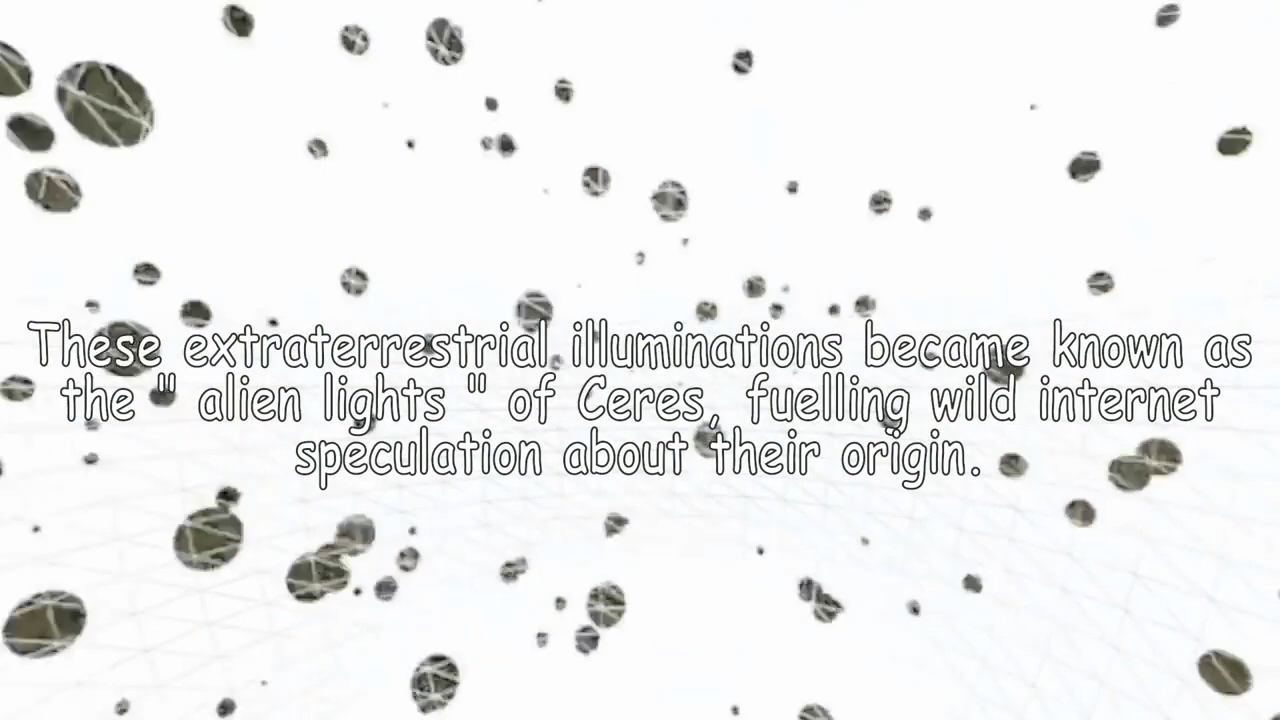 These extraterrestrial illuminations became known as
the " alien lights " of Ceres, fuelling wild internet
speculation about their origin.